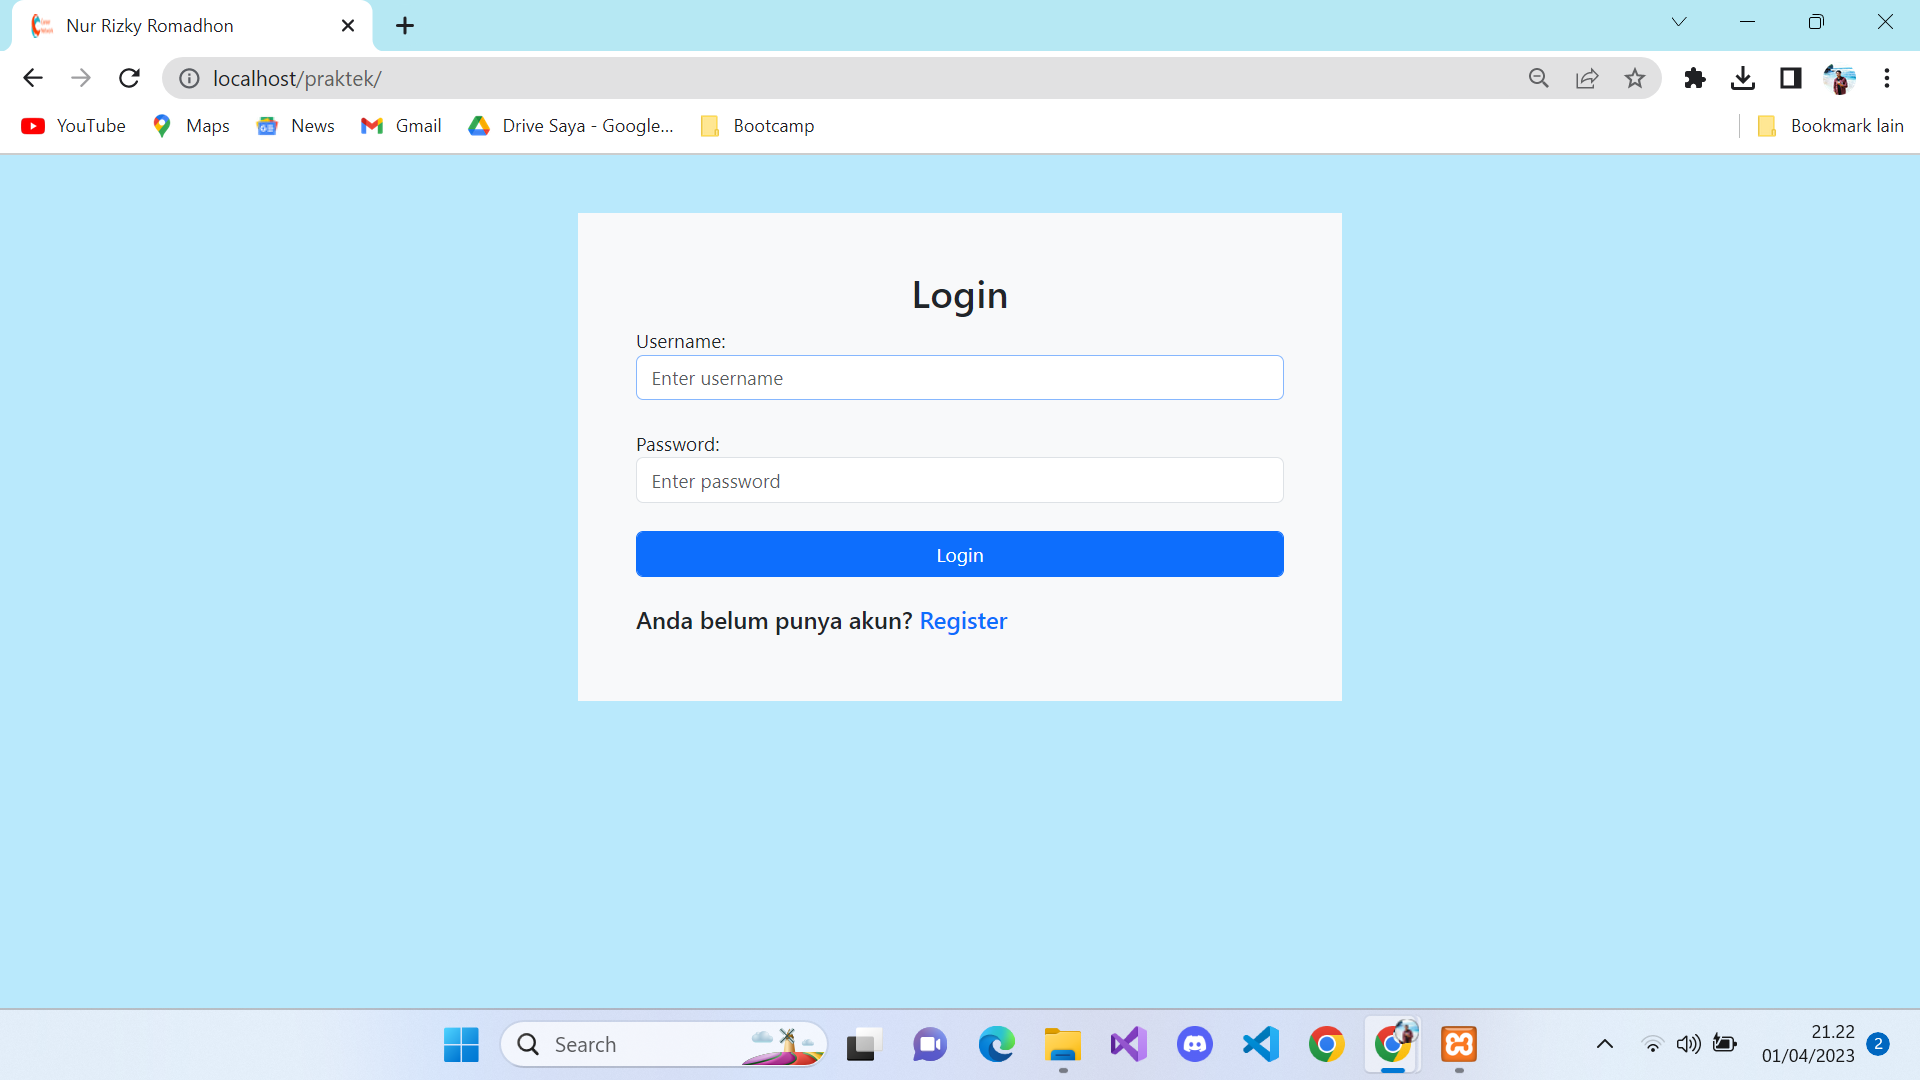 Nur Rizky Romadhon
localhost/praktek/
YouTube Maps News Gmail Drive Saya - Google... Bootcamp Bookmark lain
Login
Username:
Enter username
Password:
Enter password
Login
Anda belum punya akun? Register
Search
21.22
01/04/2023
2